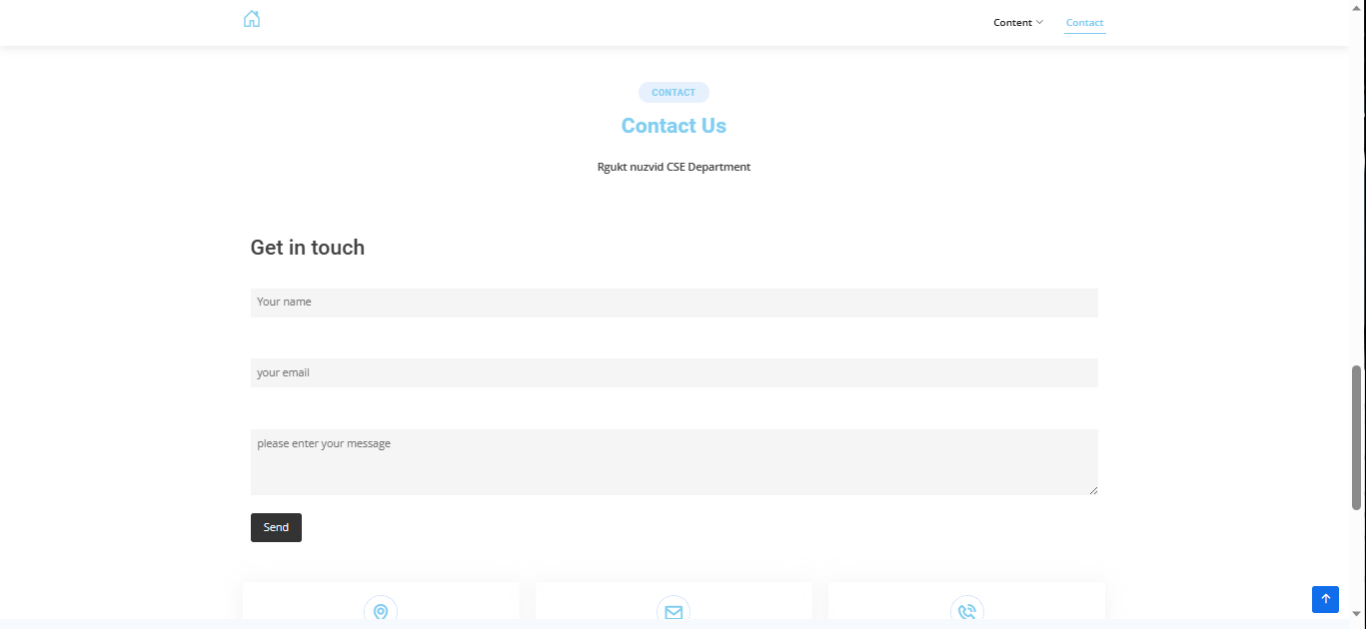 Content
Contact
CONTACT
Contact Us
Rgukt nuzvid CSE Department
Get in touch
Your name
your email
please enter your message
Send